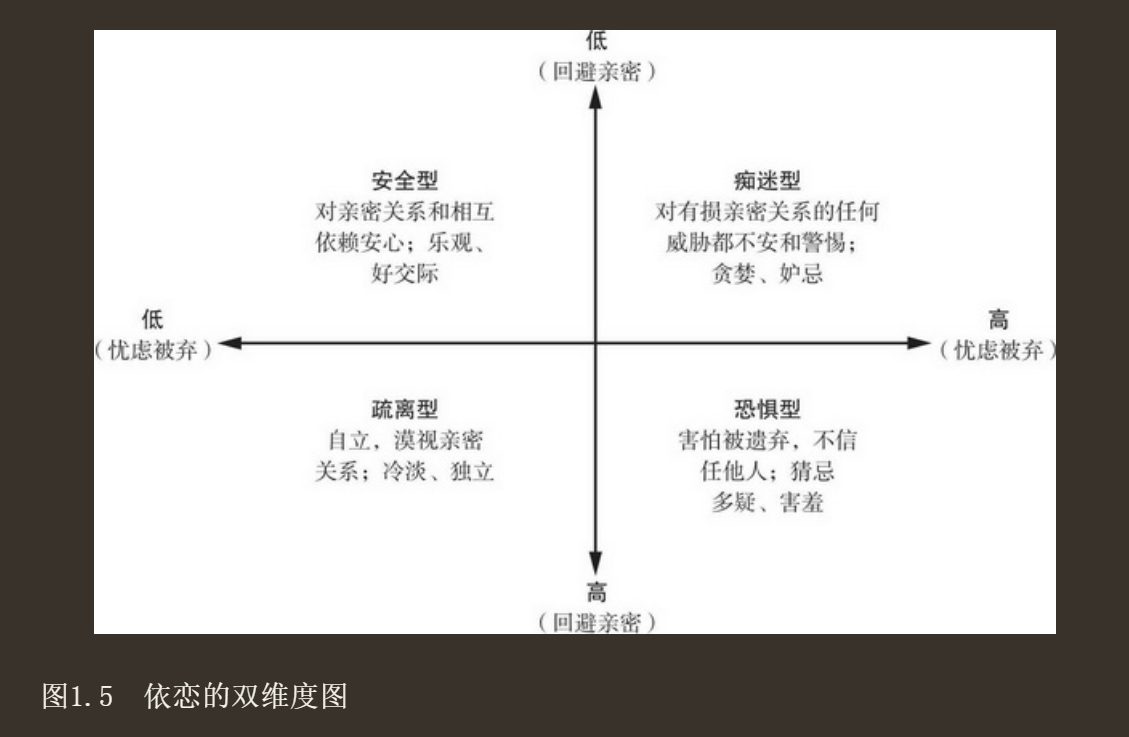 低
（回避亲密）
安全型
对亲密关系和相互
依赖安心；乐观、
好交际
痴迷型
对有损亲密关系的任何
威胁都不安和警惕；
贪婪、妒忌
低
（忧虑被弃）
高
（忧虑被弃）
疏离型
自立，漠视亲密
关系；冷淡、独立
恐惧型
害怕被遗弃，不信
任他人；猜忌
多疑、害羞
高
（回避亲密）
图1.5　依恋的双维度图